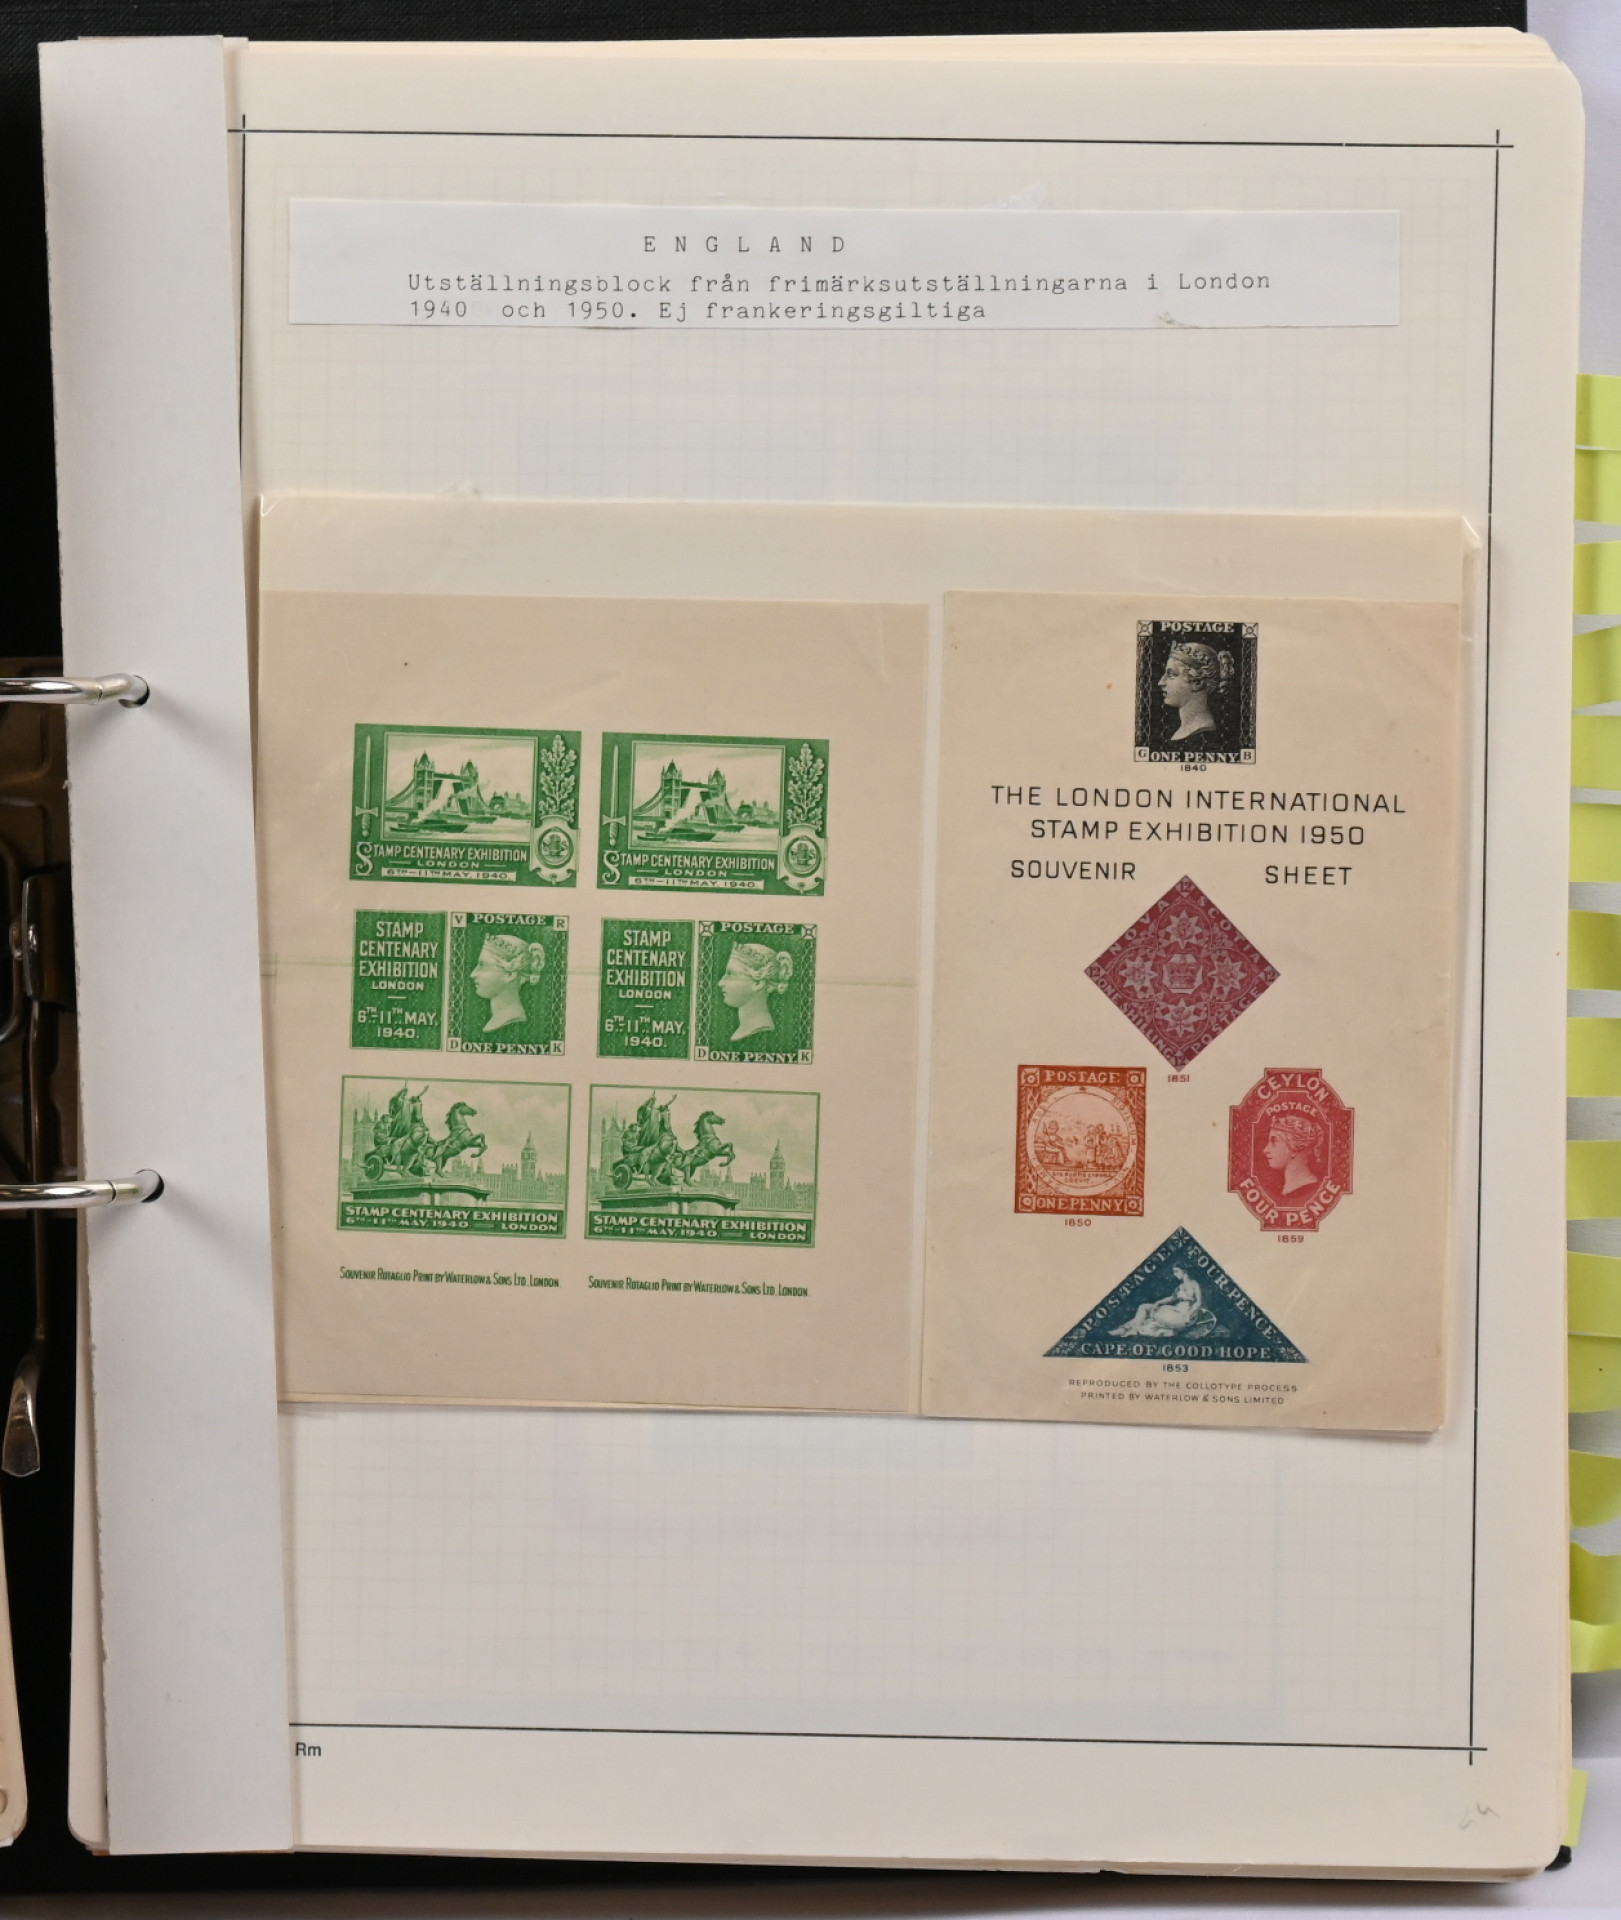 ENGLAND
Utställningsblock från frimärksutställningarna i London
1940 och 1950. Ej frankeringsgiltiga
STAMP CENTENARY EXHIBITION
LONDON
6TH–11TH MAY, 1940.
STAMP CENTENARY EXHIBITION
LONDON
6TH–11TH MAY, 1940.
STAMP
CENTENARY
EXHIBITION
LONDON
—
6TH–11TH MAY,
1940.
V POSTAGE R
D ONE PENNY K
STAMP
CENTENARY
EXHIBITION
LONDON
—
6TH–11TH MAY,
1940.
POSTAGE
D ONE PENNY K
STAMP CENTENARY EXHIBITION
6TH–11TH MAY, 1940 — LONDON
STAMP CENTENARY EXHIBITION
6TH–11TH MAY, 1940 — LONDON
SOUVENIR ROTAGLIO PRINT BY WATERLOW & SONS LTD. LONDON
SOUVENIR ROTAGLIO PRINT BY WATERLOW & SONS LTD. LONDON
POSTAGE
G ONE PENNY B
1840
THE LONDON INTERNATIONAL
STAMP EXHIBITION 1950
SOUVENIR SHEET
NOVA SCOTIA
ONE SHILLING POSTAGE
1851
POSTAGE
ONE PENNY
1850
CEYLON
POSTAGE
FOUR PENCE
1859
POSTAGE FOUR PENCE
CAPE OF GOOD HOPE
1853
REPRODUCED BY THE COLLOTYPE PROCESS
PRINTED BY WATERLOW & SONS LIMITED
Rm